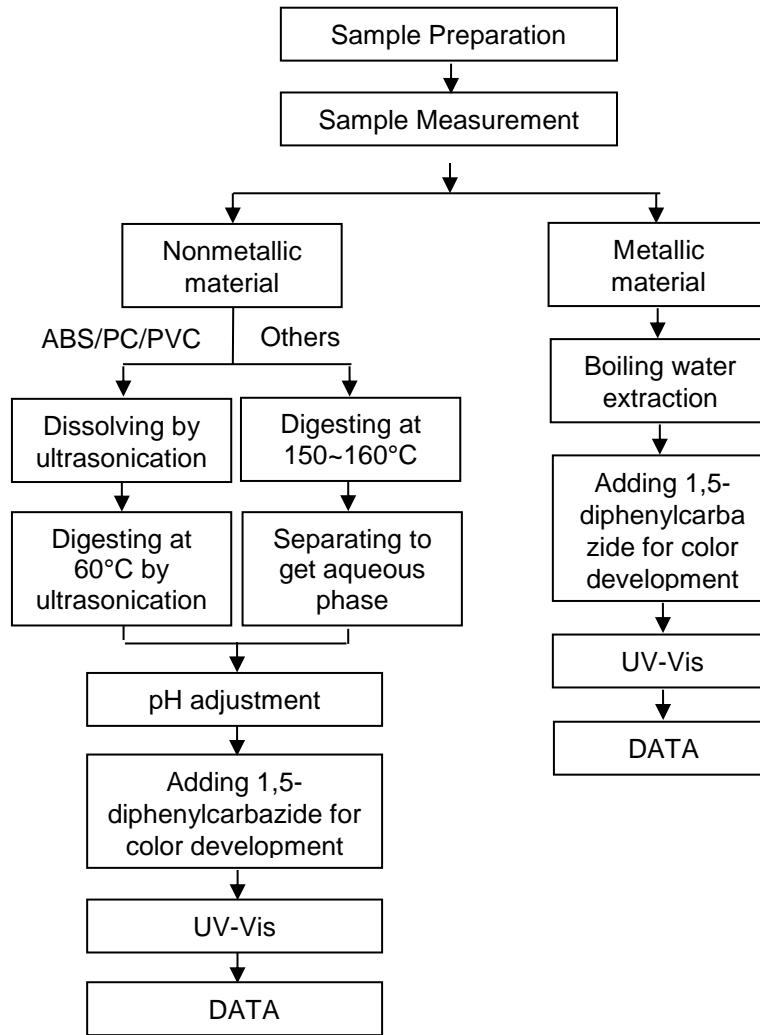 Sample Preparation
Sample Measurement
Nonmetallic
material
Metallic
material
ABS/PC/PVC
Others
Boiling water
extraction
Dissolving by
ultrasonication
Digesting at
150~160°C
Adding 1,5-
diphenylcarba
zide for color
development
Digesting at
60°C by
ultrasonication
Separating to
get aqueous
phase
UV-Vis
pH adjustment
DATA
Adding 1,5-
diphenylcarbazide for
color development
UV-Vis
DATA